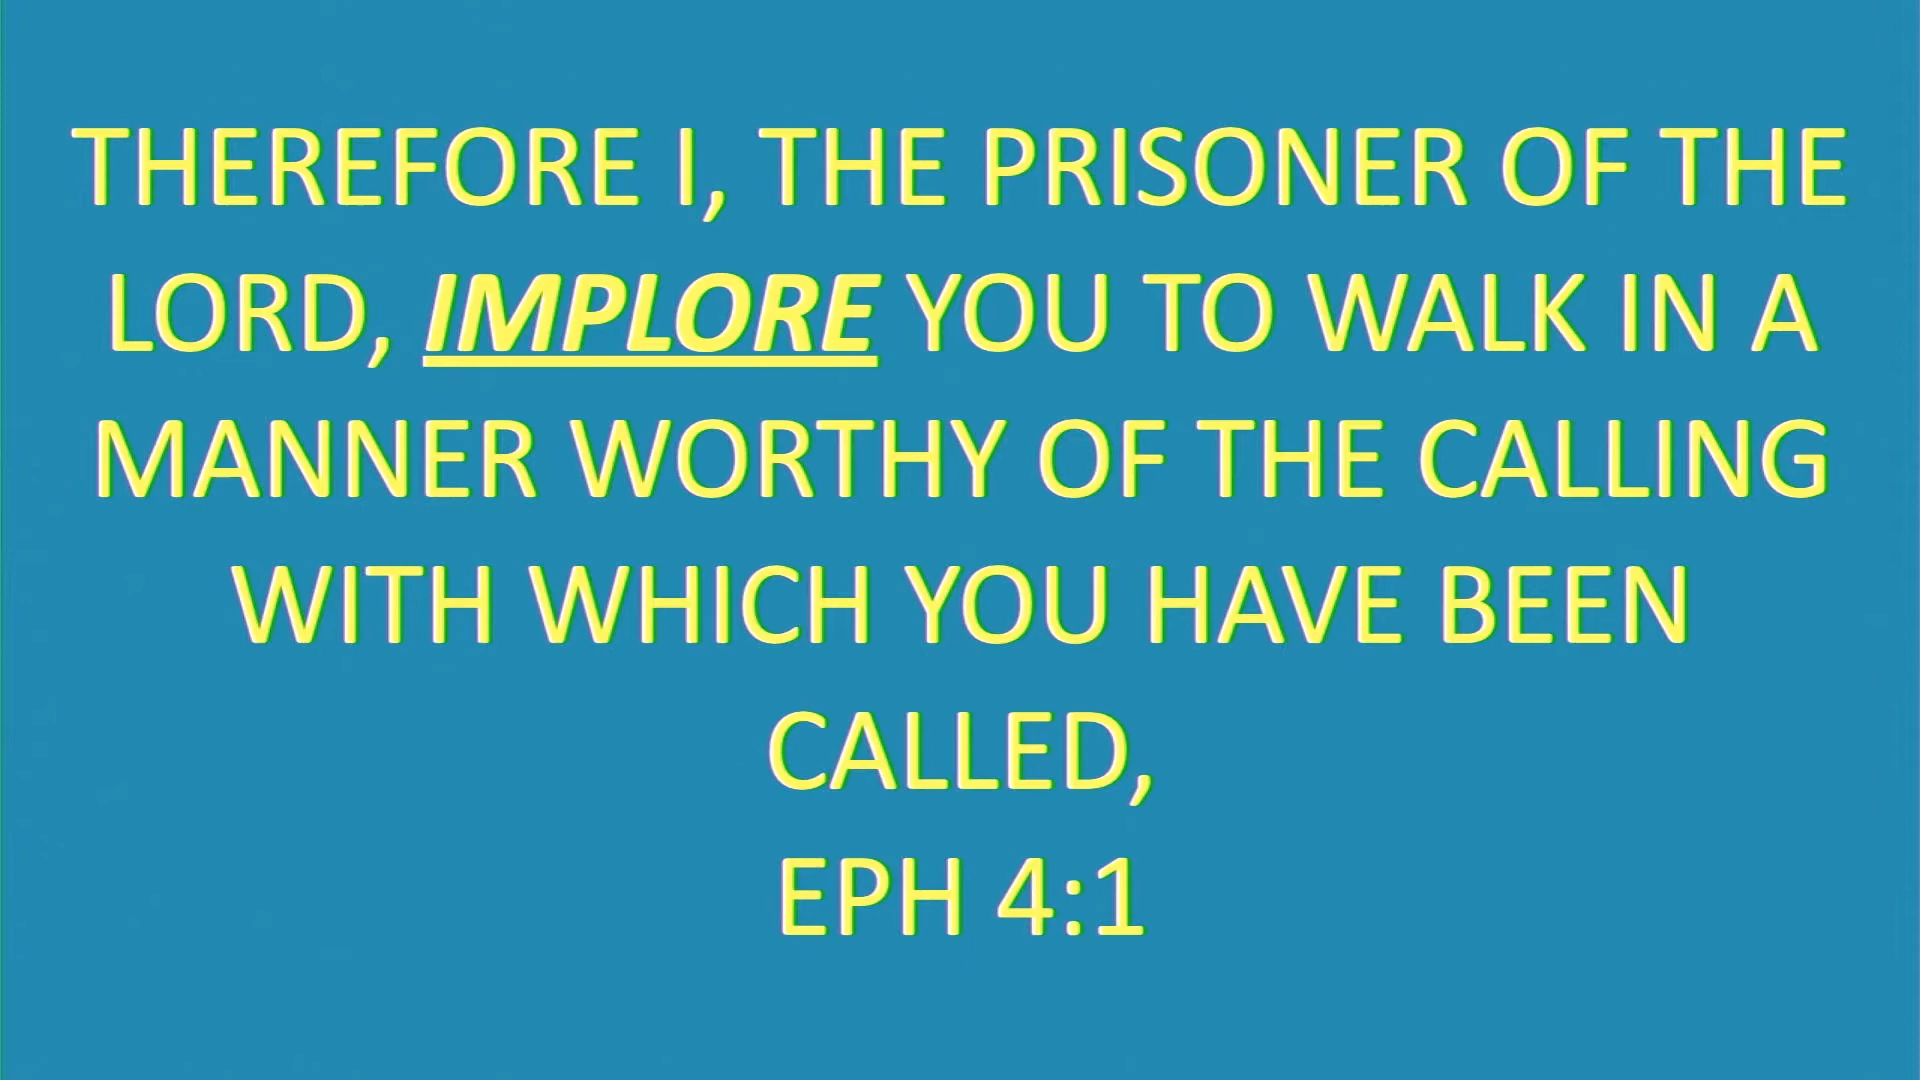 THEREFORE I, THE PRISONER OF THE
LORD, IMPLORE YOU TO WALK IN A
MANNER WORTHY OF THE CALLING
WITH WHICH YOU HAVE BEEN
CALLED,
EPH 4:1